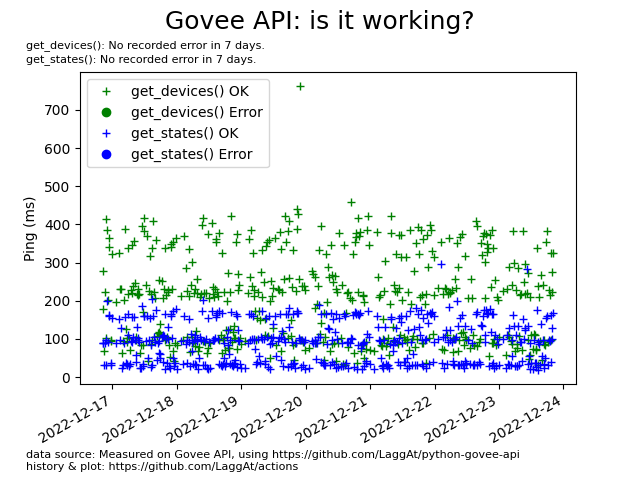 Govee API: is it working?
get_devices(): No recorded error in 7 days.
get_states(): No recorded error in 7 days.
get_devices() OK
get_devices() Error
get_states() OK
get_states() Error
Ping (ms)
700
600
500
400
300
200
100
0
2022-12-17
2022-12-18
2022-12-19
2022-12-20
2022-12-21
2022-12-22
2022-12-23
2022-12-24
data source: Measured on Govee API, using https://github.com/LaggAt/python-govee-api
history & plot: https://github.com/LaggAt/actions